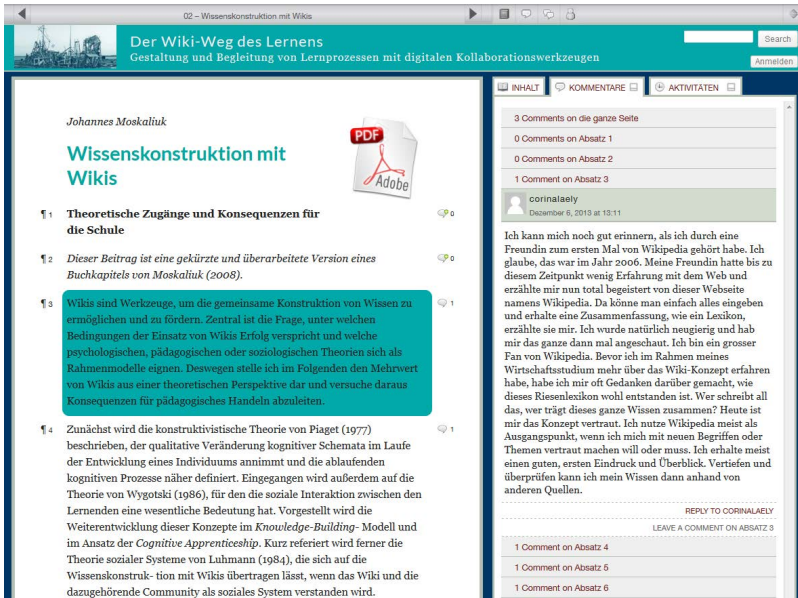 02 – Wissenskonstruktion mit Wikis
Der Wiki-Weg des Lernens
Gestaltung und Begleitung von Lernprozessen mit digitalen Kollaborationswerkzeugen
Search
Anmelden
Johannes Moskaliuk
Wissenskonstruktion mit
Wikis
PDF
Adobe
¶ 1 Theoretische Zugänge und Konsequenzen für 0
die Schule
¶ 2 Dieser Beitrag ist eine gekürzte und überarbeitete Version eines 0
Buchkapitels von Moskaliuk (2008).
¶ 3 Wikis sind Werkzeuge, um die gemeinsame Konstruktion von Wissen zu 1
ermöglichen und zu fördern. Zentral ist die Frage, unter welchen
Bedingungen der Einsatz von Wikis Erfolg verspricht und welche
psychologischen, pädagogischen oder soziologischen Theorien sich als
Rahmenmodelle eignen. Deswegen stelle ich im Folgenden den Mehrwert
von Wikis aus einer theoretischen Perspektive dar und versuche daraus
Konsequenzen für pädagogisches Handeln abzuleiten.
¶ 4 Zunächst wird die konstruktivistische Theorie von Piaget (1977) 1
beschrieben, der qualitative Veränderung kognitiver Schemata im Laufe
der Entwicklung eines Individuums annimmt und die ablaufenden
kognitiven Prozesse näher definiert. Eingegangen wird außerdem auf die
Theorie von Wygotski (1986), für den die soziale Interaktion zwischen den
Lernenden eine wesentliche Bedeutung hat. Vorgestellt wird die
Weiterentwicklung dieser Konzepte im Knowledge-Building- Modell und
im Ansatz der Cognitive Apprenticeship. Kurz referiert wird ferner die
Theorie sozialer Systeme von Luhmann (1984), die sich auf die
Wissenskonstruk- tion mit Wikis übertragen lässt, wenn das Wiki und die
dazugehörende Community als soziales System verstanden wird.
INHALT KOMMENTARE AKTIVITÄTEN
3 Comments on die ganze Seite
0 Comments on Absatz 1
0 Comments on Absatz 2
1 Comment on Absatz 3
corinalaely
Dezember 6, 2013 at 13:11
Ich kann mich noch gut erinnern, als ich durch eine
Freundin zum ersten Mal von Wikipedia gehört habe. Ich
glaube, das war im Jahr 2006. Meine Freundin hatte bis zu
diesem Zeitpunkt wenig Erfahrung mit dem Web und
erzählte mir nun total begeistert von dieser Webseite
namens Wikipedia. Da könne man einfach alles eingeben
und erhalte eine Zusammenfassung, wie ein Lexikon,
erzählte sie mir. Ich wurde natürlich neugierig und hab
mir das ganze dann mal angeschaut. Ich bin ein grosser
Fan von Wikipedia. Bevor ich im Rahmen meines
Wirtschaftsstudium mehr über das Wiki-Konzept erfahren
habe, habe ich mir oft Gedanken darüber gemacht, wie
dieses Riesenlexikon wohl entstanden ist. Wer schreibt all
das, wer trägt dieses ganze Wissen zusammen? Heute ist
mir das Konzept vertraut. Ich nutze Wikipedia meist als
Ausgangspunkt, wenn ich mich mit neuen Begriffen oder
Themen vertraut machen will oder muss. Ich erhalte meist
einen guten, ersten Eindruck und Überblick. Vertiefen und
überprüfen kann ich mein Wissen dann anhand von
anderen Quellen.
REPLY TO CORINALAELY
LEAVE A COMMENT ON ABSATZ 3
1 Comment on Absatz 4
1 Comment on Absatz 5
1 Comment on Absatz 6